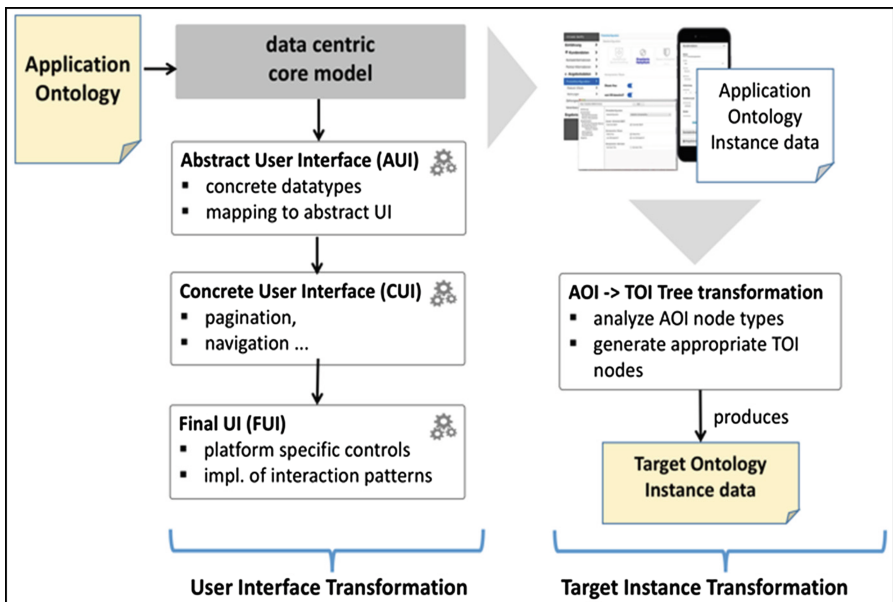 Application
Ontology
data centric
core model
Abstract User Interface (AUI)
▪ concrete datatypes
▪ mapping to abstract UI
Concrete User Interface (CUI)
▪ pagination,
▪ navigation ...
Final UI (FUI)
▪ platform specific controls
▪ impl. of interaction patterns
User Interface Transformation
Application
Ontology
Instance data
AOI -> TOI Tree transformation
▪ analyze AOI node types
▪ generate appropriate TOI
nodes
produces
Target Ontology
Instance data
Target Instance Transformation